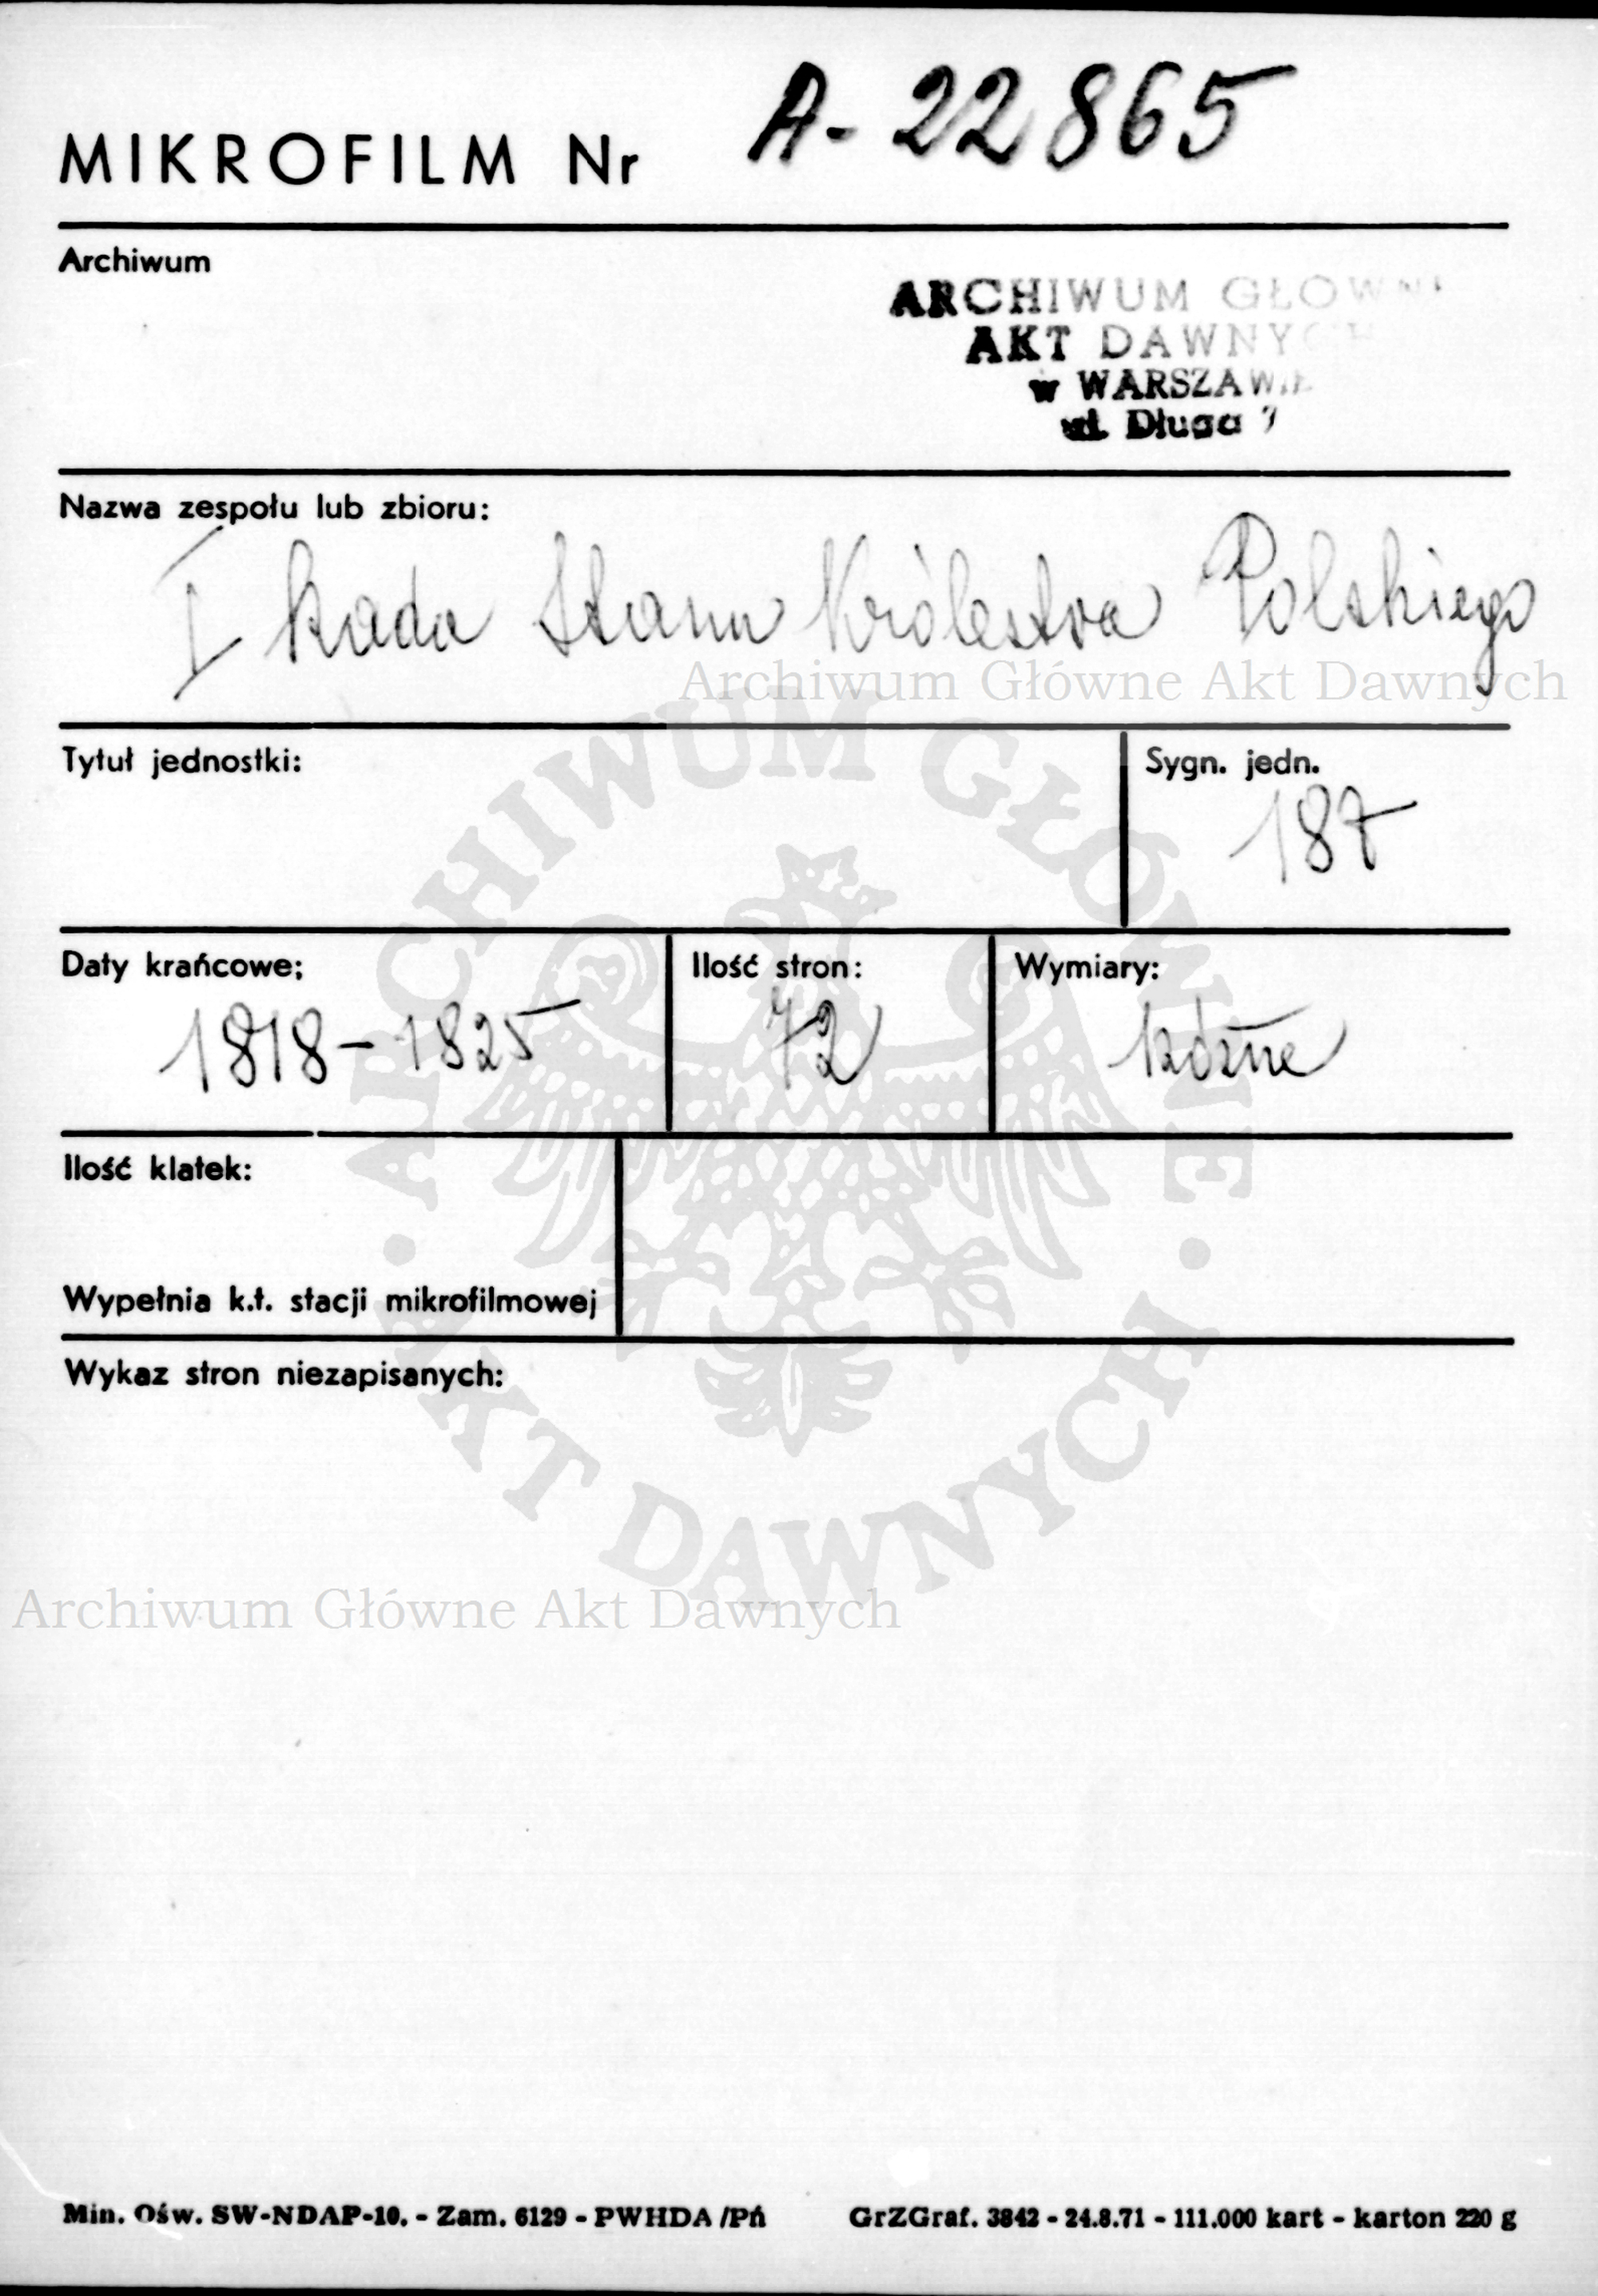 MIKROFILM Nr A-22865
Archiwum
ARCHIWUM GŁÓWNE
AKT DAWNYCH
w WARSZAWIE
ul. Długa 7
Nazwa zespołu lub zbioru:
I Rada Stanu Królestwa Polskiego
Archiwum Główne Akt Dawnych
Tytuł jednostki:
Sygn. jedn.
187
Daty krańcowe;
1818-1825
Ilość stron:
72
Wymiary:
różne
Ilość klatek:
Wypełnia k.t. stacji mikrofilmowej
Wykaz stron niezapisanych:
ARCHIWUM GŁÓWNE · AKT DAWNYCH ·
Archiwum Główne Akt Dawnych
Min. Ośw. SW-NDAP-10. - Zam. 6129 - PWHDA /Pń GrZGraf. 3842 - 24.8.71 - 111.000 kart - karton 220 g